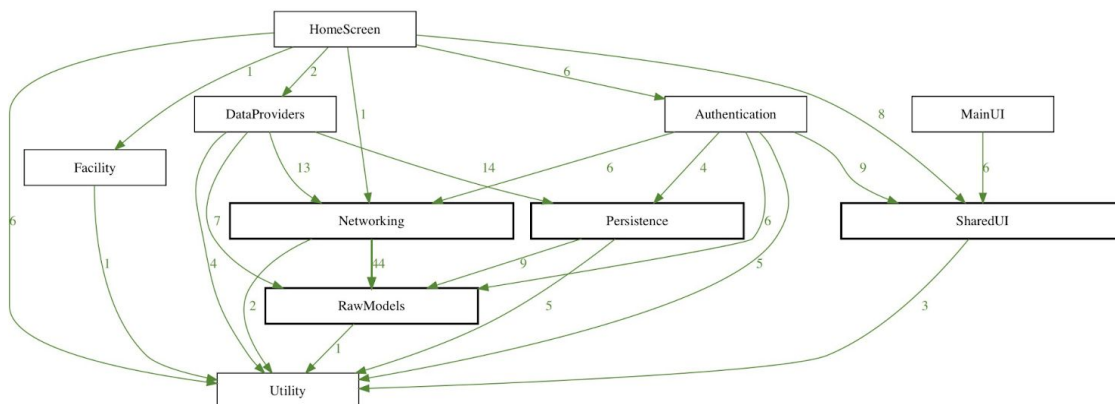 HomeScreen
1
2
6
DataProviders
Authentication
MainUI
1
8
Facility
13
14
6
4
9
6
6
Networking
Persistence
SharedUI
7
6
4
44
9
5
1
2
RawModels
5
3
1
Utility